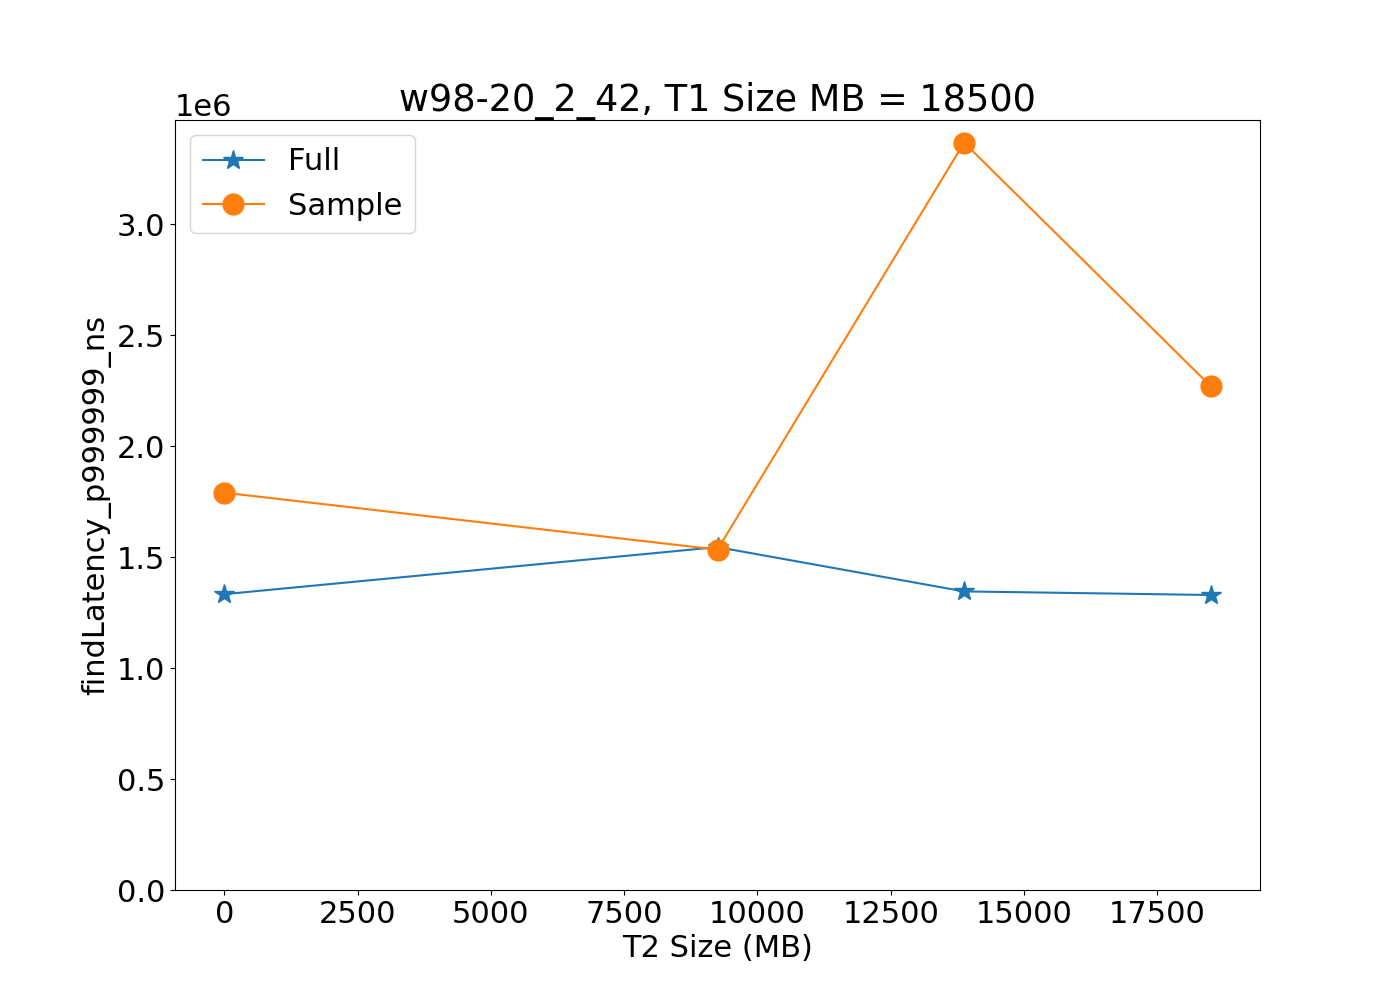 w98-20_2_42, T1 Size MB = 18500
1e6
Full
Sample
3.0
2.5
2.0
1.5
1.0
0.5
0.0
findLatency_p999999_ns
0 2500 5000 7500 10000 12500 15000 17500
T2 Size (MB)